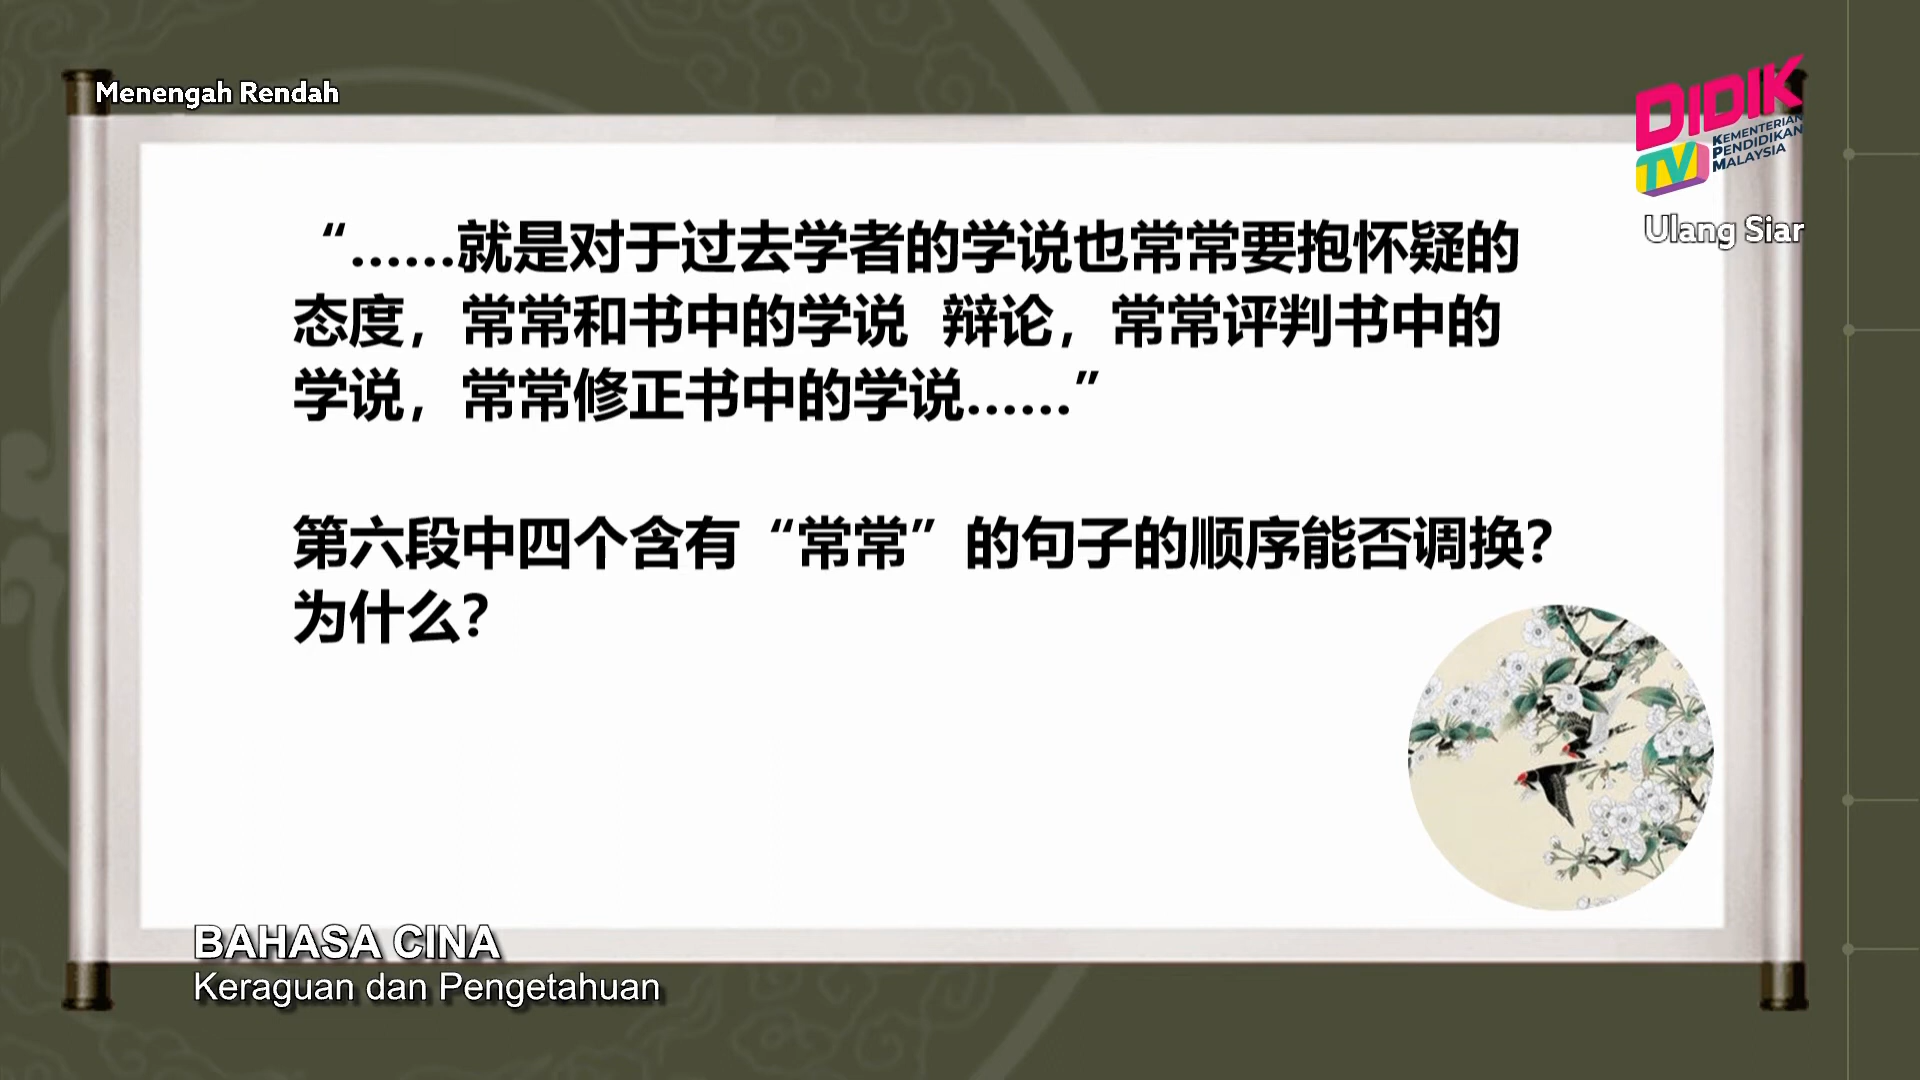 Menengah Rendah
DIDIK
TV
KEMENTERIAN
PENDIDIKAN
MALAYSIA
Ulang Siar
“……就是对于过去学者的学说也常常要抱怀疑的
态度，常常和书中的学说 辩论，常常评判书中的
学说，常常修正书中的学说……”
第六段中四个含有“常常”的句子的顺序能否调换？
为什么？
BAHASA CINA
Keraguan dan Pengetahuan